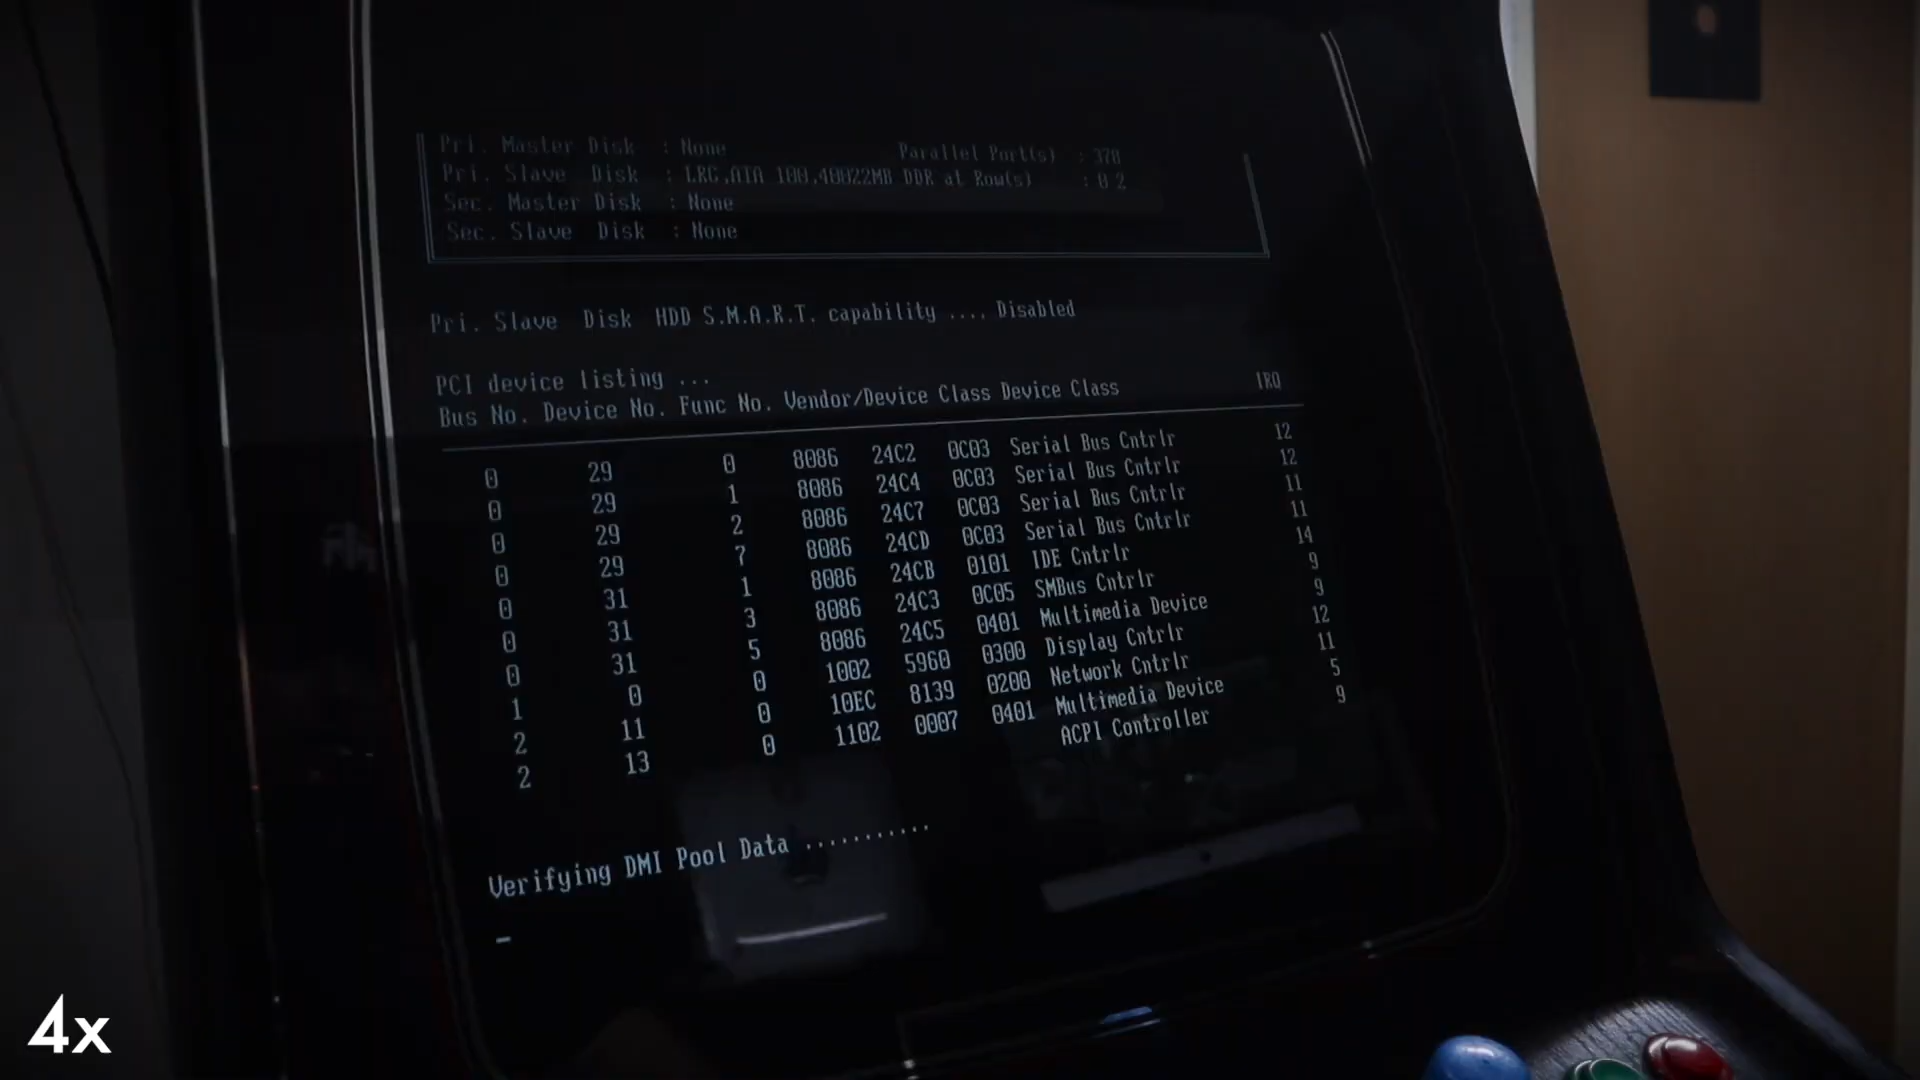 Pri. Master Disk : None Parallel Port(s) : 378
Pri. Slave Disk : LRG,ATA 100,40022MB DDR at Row(s) : 0 2
Sec. Master Disk : None
Sec. Slave Disk : None
Pri. Slave Disk HDD S.M.A.R.T. capability .... Disabled
PCI device listing ...
Bus No. Device No. Func No. Vendor/Device Class Device Class IRQ
0 29 0 8086 24C2 0C03 Serial Bus Cntrlr 12
0 29 1 8086 24C4 0C03 Serial Bus Cntrlr 12
0 29 2 8086 24C7 0C03 Serial Bus Cntrlr 11
0 29 7 8086 24CD 0C03 Serial Bus Cntrlr 11
0 31 1 8086 24CB 0101 IDE Cntrlr 14
0 31 3 8086 24C3 0C05 SMBus Cntrlr 9
0 31 5 8086 24C5 0401 Multimedia Device 9
1 0 0 1002 5960 0300 Display Cntrlr 12
2 11 0 10EC 8139 0200 Network Cntrlr 11
2 13 0 1102 0007 0401 Multimedia Device 5
ACPI Controller 9
Verifying DMI Pool Data ...........
_
4x